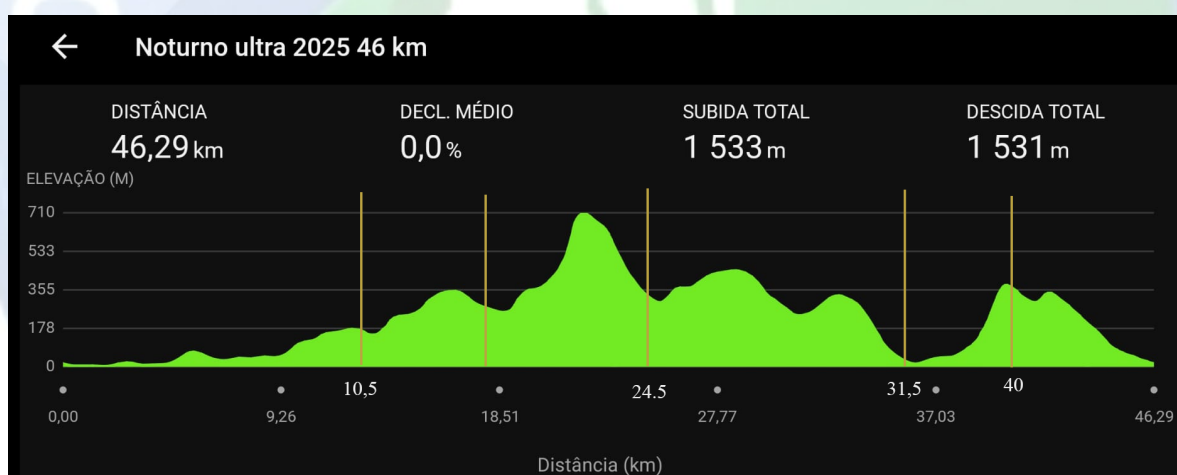 Noturno ultra 2025 46 km
DISTÂNCIA DECL. MÉDIO SUBIDA TOTAL DESCIDA TOTAL
46,29 km 0,0 % 1 533 m 1 531 m
ELEVAÇÃO (M)
710
533
355
178
0
10,5 24.5 31,5 40
0,00 9,26 18,51 27,77 37,03 46,29
Distância (km)